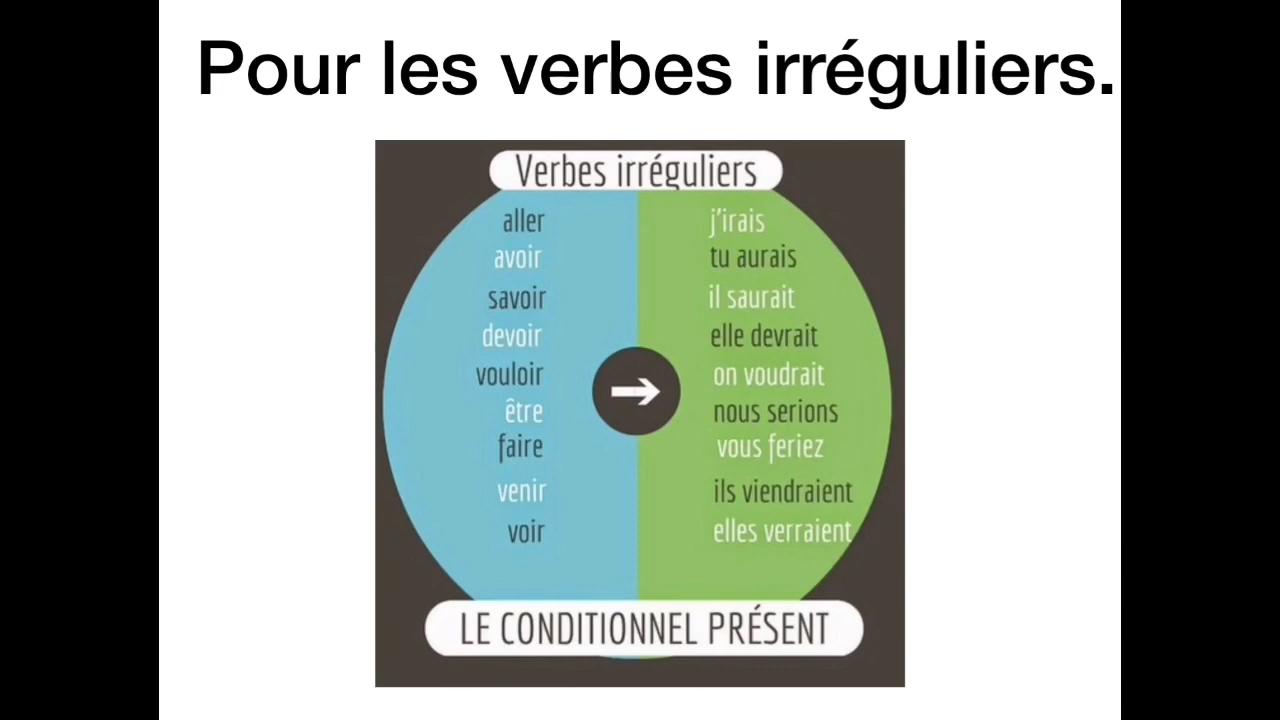 Pour les verbes irréguliers.
Verbes irréguliers
aller j'irais
avoir tu aurais
savoir il saurait
devoir elle devrait
vouloir on voudrait
être nous serions
faire vous feriez
venir ils viendraient
voir elles verraient
LE CONDITIONNEL PRÉSENT